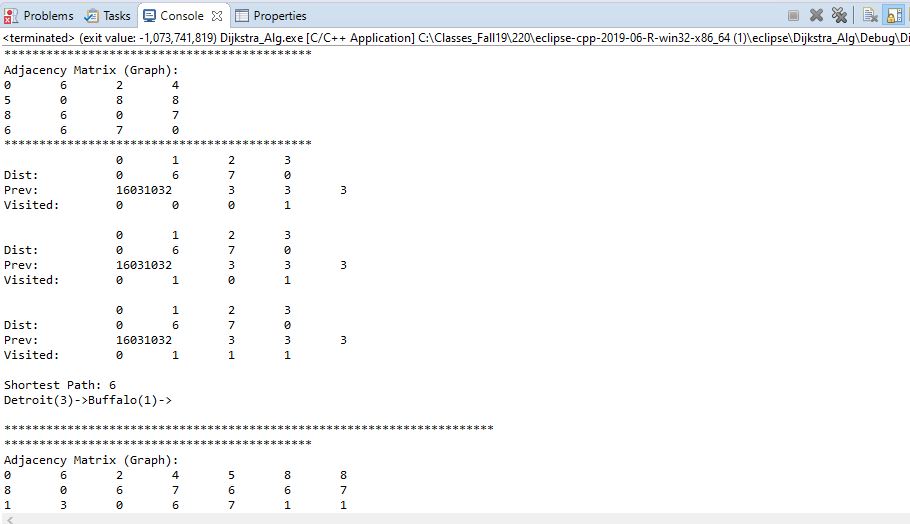 Problems Tasks Console Properties
<terminated> (exit value: -1,073,741,819) Dijkstra_Alg.exe [C/C++ Application] C:\Classes_Fall19\220\eclipse-cpp-2019-06-R-win32-x86_64 (1)\eclipse\Dijkstra_Alg\Debug\Di
********************************************
Adjacency Matrix (Graph):
0 6 2 4
5 0 8 8
8 6 0 7
6 6 7 0
********************************************
0 1 2 3
Dist: 0 6 7 0
Prev: 16031032 3 3 3
Visited: 0 0 0 1
0 1 2 3
Dist: 0 6 7 0
Prev: 16031032 3 3 3
Visited: 0 1 0 1
0 1 2 3
Dist: 0 6 7 0
Prev: 16031032 3 3 3
Visited: 0 1 1 1
Shortest Path: 6
Detroit(3)->Buffalo(1)->
**********************************************************************
********************************************
Adjacency Matrix (Graph):
0 6 2 4 5 8 8
8 0 6 7 6 6 7
1 3 0 6 7 1 1